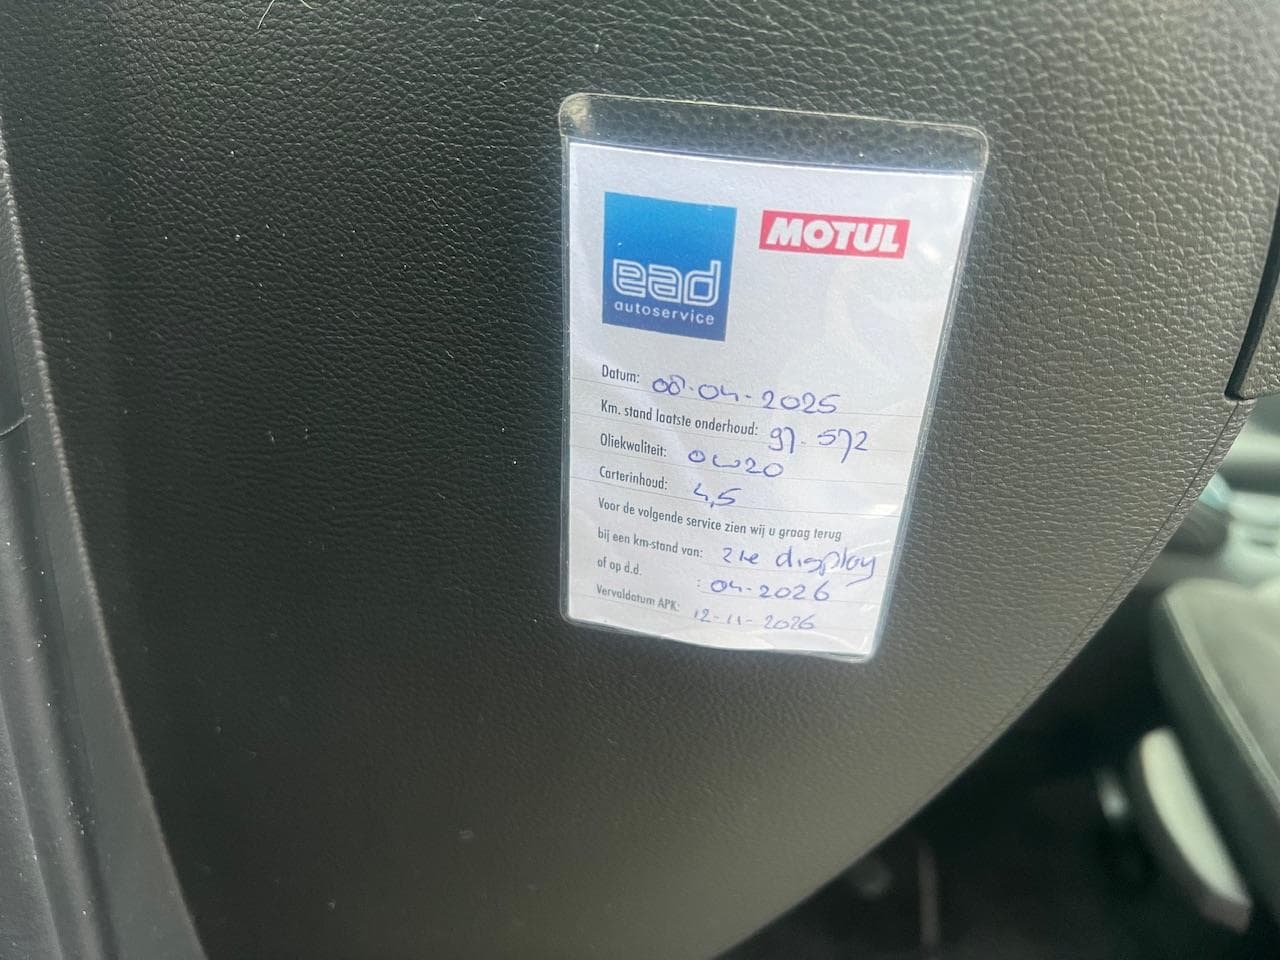 ead
autoservice
MOTUL
Datum: 08-04-2025
Km. stand laatste onderhoud: 97-572
Oliekwaliteit: 0W20
Carterinhoud: 4,5
Voor de volgende service zien wij u graag terug
bij een km-stand van: zie display
of op d.d. : 04-2026
Vervaldatum APK: 12-11-2026